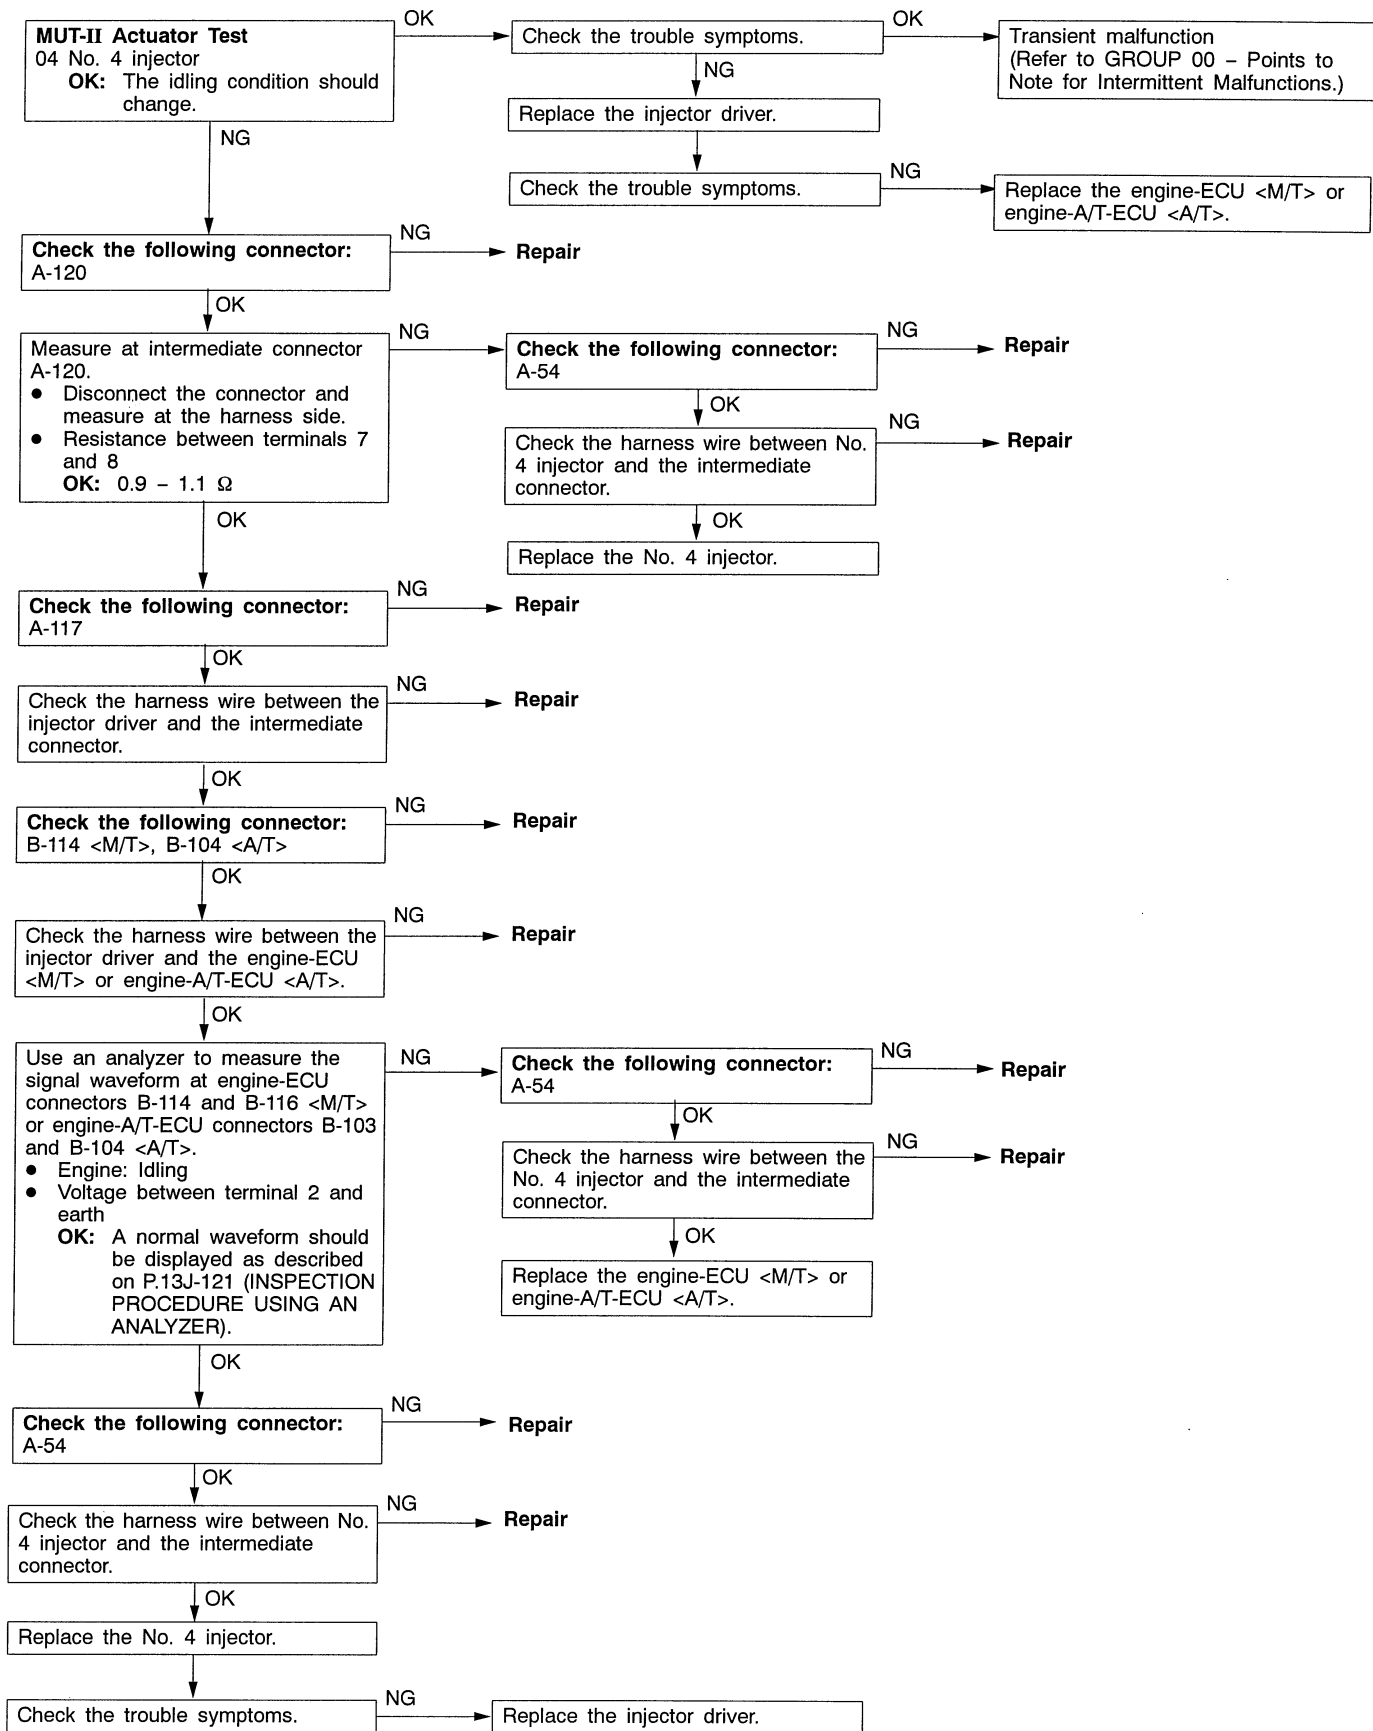 MUT-II Actuator Test
04 No. 4 injector
OK: The idling condition should
change.
OK
Check the trouble symptoms.
OK
Transient malfunction
(Refer to GROUP 00 – Points to
Note for Intermittent Malfunctions.)
NG
Replace the injector driver.
Check the trouble symptoms.
NG
Replace the engine-ECU <M/T> or
engine-A/T-ECU <A/T>.
NG
Check the following connector:
A-120
NG
Repair
OK
Measure at intermediate connector
A-120.
● Disconnect the connector and
measure at the harness side.
● Resistance between terminals 7
and 8
OK: 0.9 – 1.1 Ω
NG
Check the following connector:
A-54
NG
Repair
OK
Check the harness wire between No.
4 injector and the intermediate
connector.
NG
Repair
OK
Replace the No. 4 injector.
OK
Check the following connector:
A-117
NG
Repair
OK
Check the harness wire between the
injector driver and the intermediate
connector.
NG
Repair
OK
Check the following connector:
B-114 <M/T>, B-104 <A/T>
NG
Repair
OK
Check the harness wire between the
injector driver and the engine-ECU
<M/T> or engine-A/T-ECU <A/T>.
NG
Repair
OK
Use an analyzer to measure the
signal waveform at engine-ECU
connectors B-114 and B-116 <M/T>
or engine-A/T-ECU connectors B-103
and B-104 <A/T>.
● Engine: Idling
● Voltage between terminal 2 and
earth
OK: A normal waveform should
be displayed as described
on P.13J-121 (INSPECTION
PROCEDURE USING AN
ANALYZER).
NG
Check the following connector:
A-54
NG
Repair
OK
Check the harness wire between the
No. 4 injector and the intermediate
connector.
NG
Repair
OK
Replace the engine-ECU <M/T> or
engine-A/T-ECU <A/T>.
OK
Check the following connector:
A-54
NG
Repair
OK
Check the harness wire between No.
4 injector and the intermediate
connector.
NG
Repair
OK
Replace the No. 4 injector.
Check the trouble symptoms.
NG
Replace the injector driver.